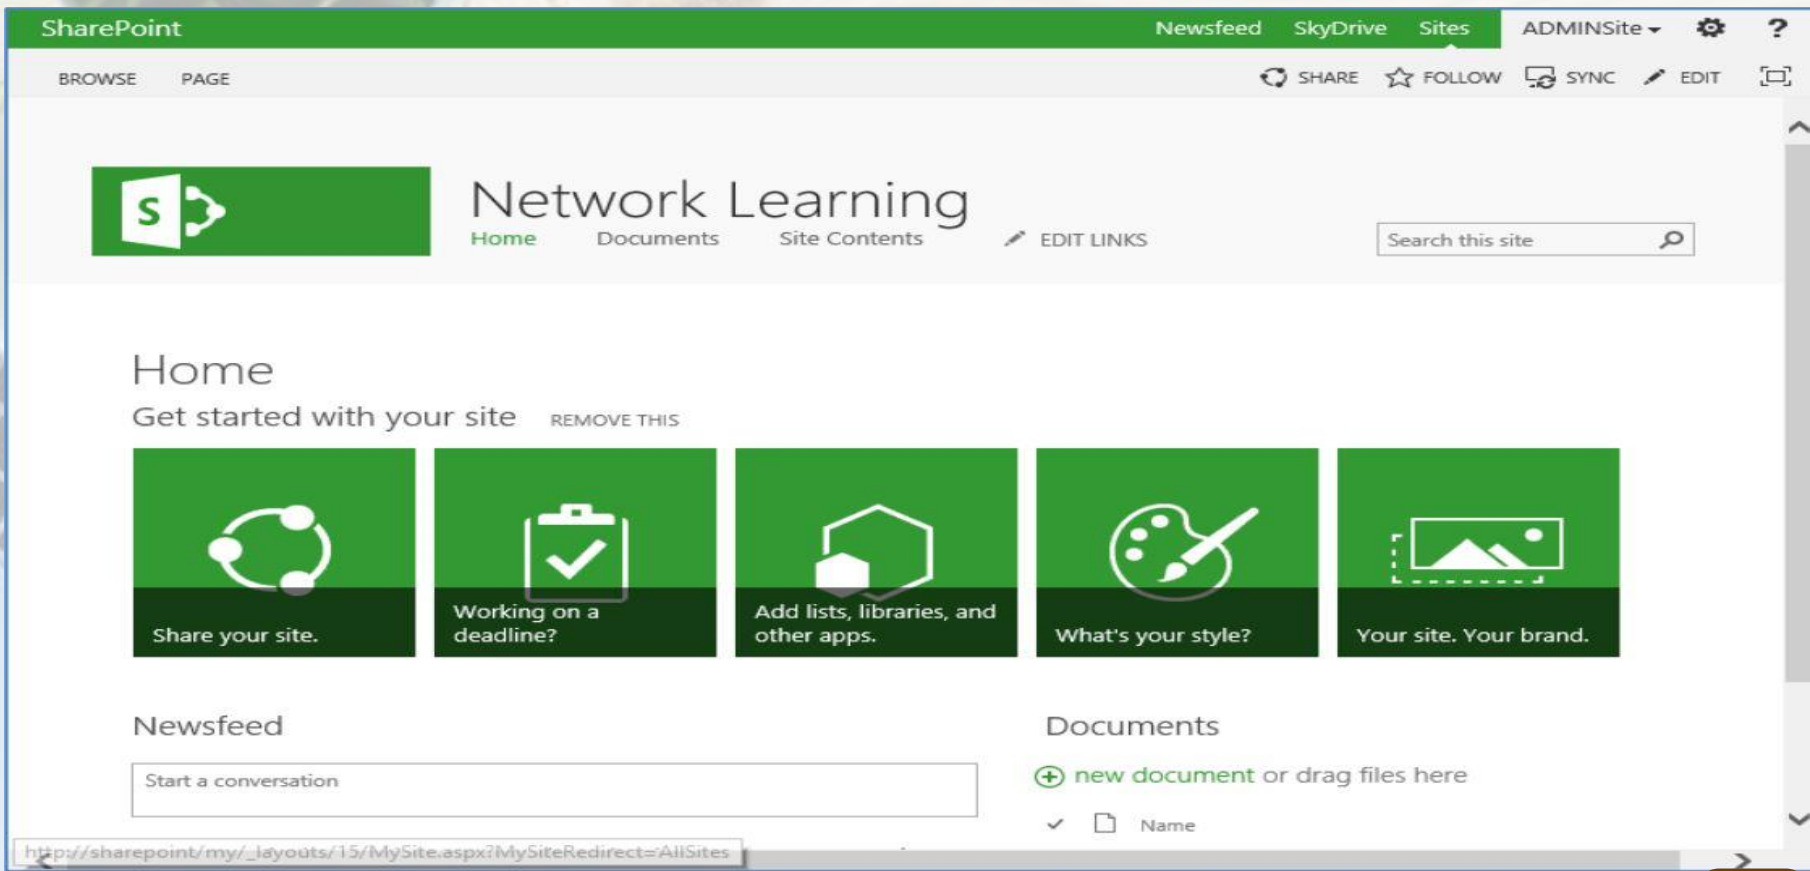 SharePoint Newsfeed SkyDrive Sites ADMINSite ?
BROWSE PAGE SHARE FOLLOW SYNC EDIT
S
Network Learning
Home Documents Site Contents EDIT LINKS Search this site
Home
Get started with your site REMOVE THIS
Share your site.
Working on a
deadline?
Add lists, libraries, and
other apps.
What's your style?
Your site. Your brand.
Newsfeed
Start a conversation
Documents
new document or drag files here
Name
http://sharepoint/my/_layouts/15/MySite.aspx?MySiteRedirect=AllSites